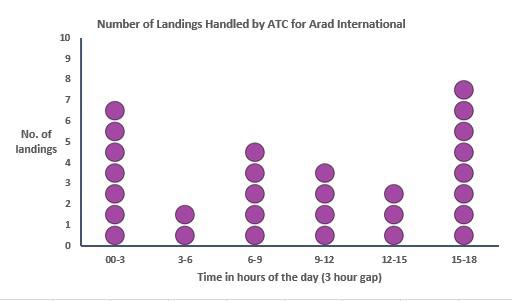 Number of Landings Handled by ATC for Arad International
10
9
8
7
6
5
4
3
2
1
0
No. of
landings
00-3 3-6 6-9 9-12 12-15 15-18
Time in hours of the day (3 hour gap)